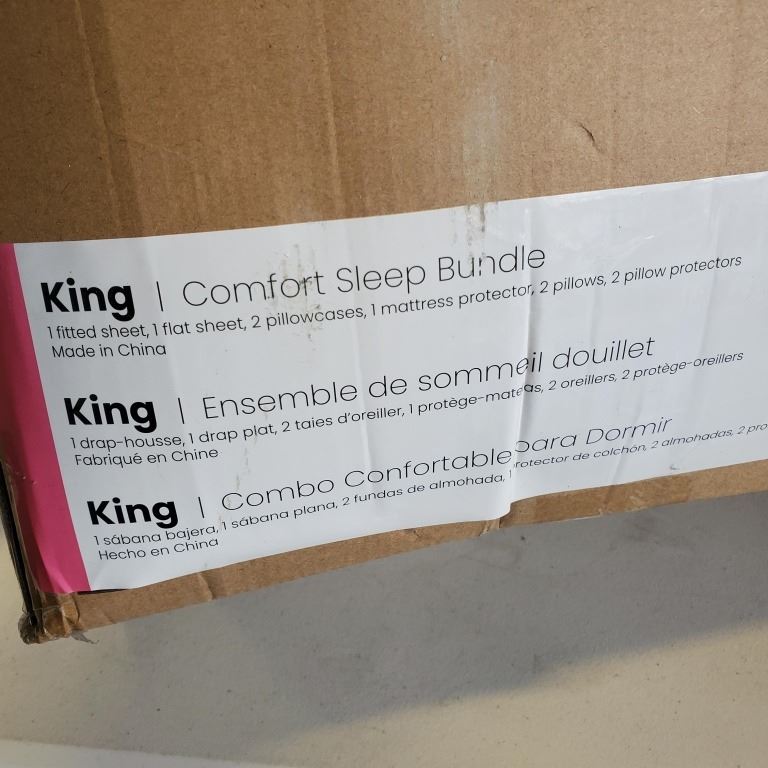 King | Comfort Sleep Bundle
1 fitted sheet, 1 flat sheet, 2 pillowcases, 1 mattress protector, 2 pillows, 2 pillow protectors
Made in China
King | Ensemble de sommeil douillet
1 drap-housse, 1 drap plat, 2 taies d'oreiller, 1 protège-matelas, 2 oreillers, 2 protège-oreillers
Fabriqué en Chine
King | Combo Confortable para Dormir
1 sábana bajera, 1 sábana plana, 2 fundas de almohada, 1 protector de colchón, 2 almohadas, 2 pro
Hecho en China